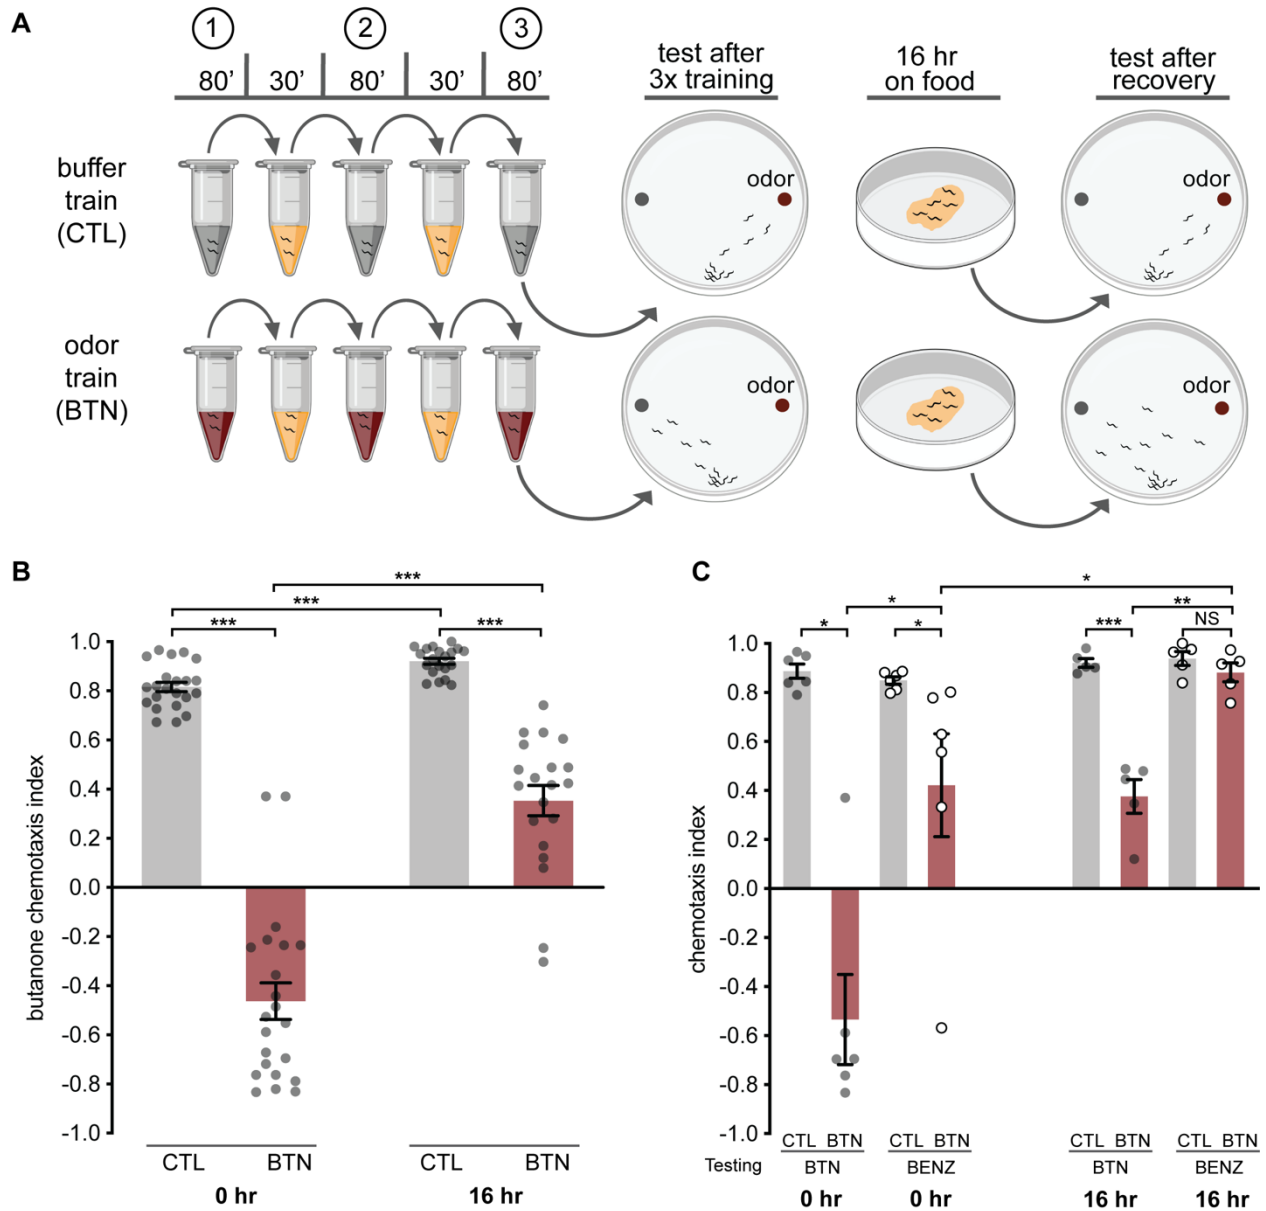 A
1 2 3
80’ 30’ 80’ 30’ 80’
test after
3x training
16 hr
on food
test after
recovery
buffer
train
(CTL)
odor
odor
odor
train
(BTN)
odor
odor
B
***
***
*** ***
butanone chemotaxis index
1.0
0.8
0.6
0.4
0.2
0.0
-0.2
-0.4
-0.6
-0.8
-1.0
CTL BTN CTL BTN
0 hr 16 hr
C
*
* **
* * *** NS
chemotaxis index
1.0
0.8
0.6
0.4
0.2
0.0
-0.2
-0.4
-0.6
-0.8
-1.0
CTL BTN CTL BTN CTL BTN CTL BTN
Testing BTN BENZ BTN BENZ
0 hr 0 hr 16 hr 16 hr